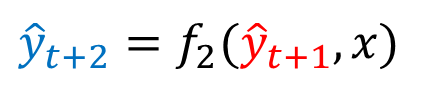 ŷₜ₊₂ = f₂(ŷₜ₊₁, x)